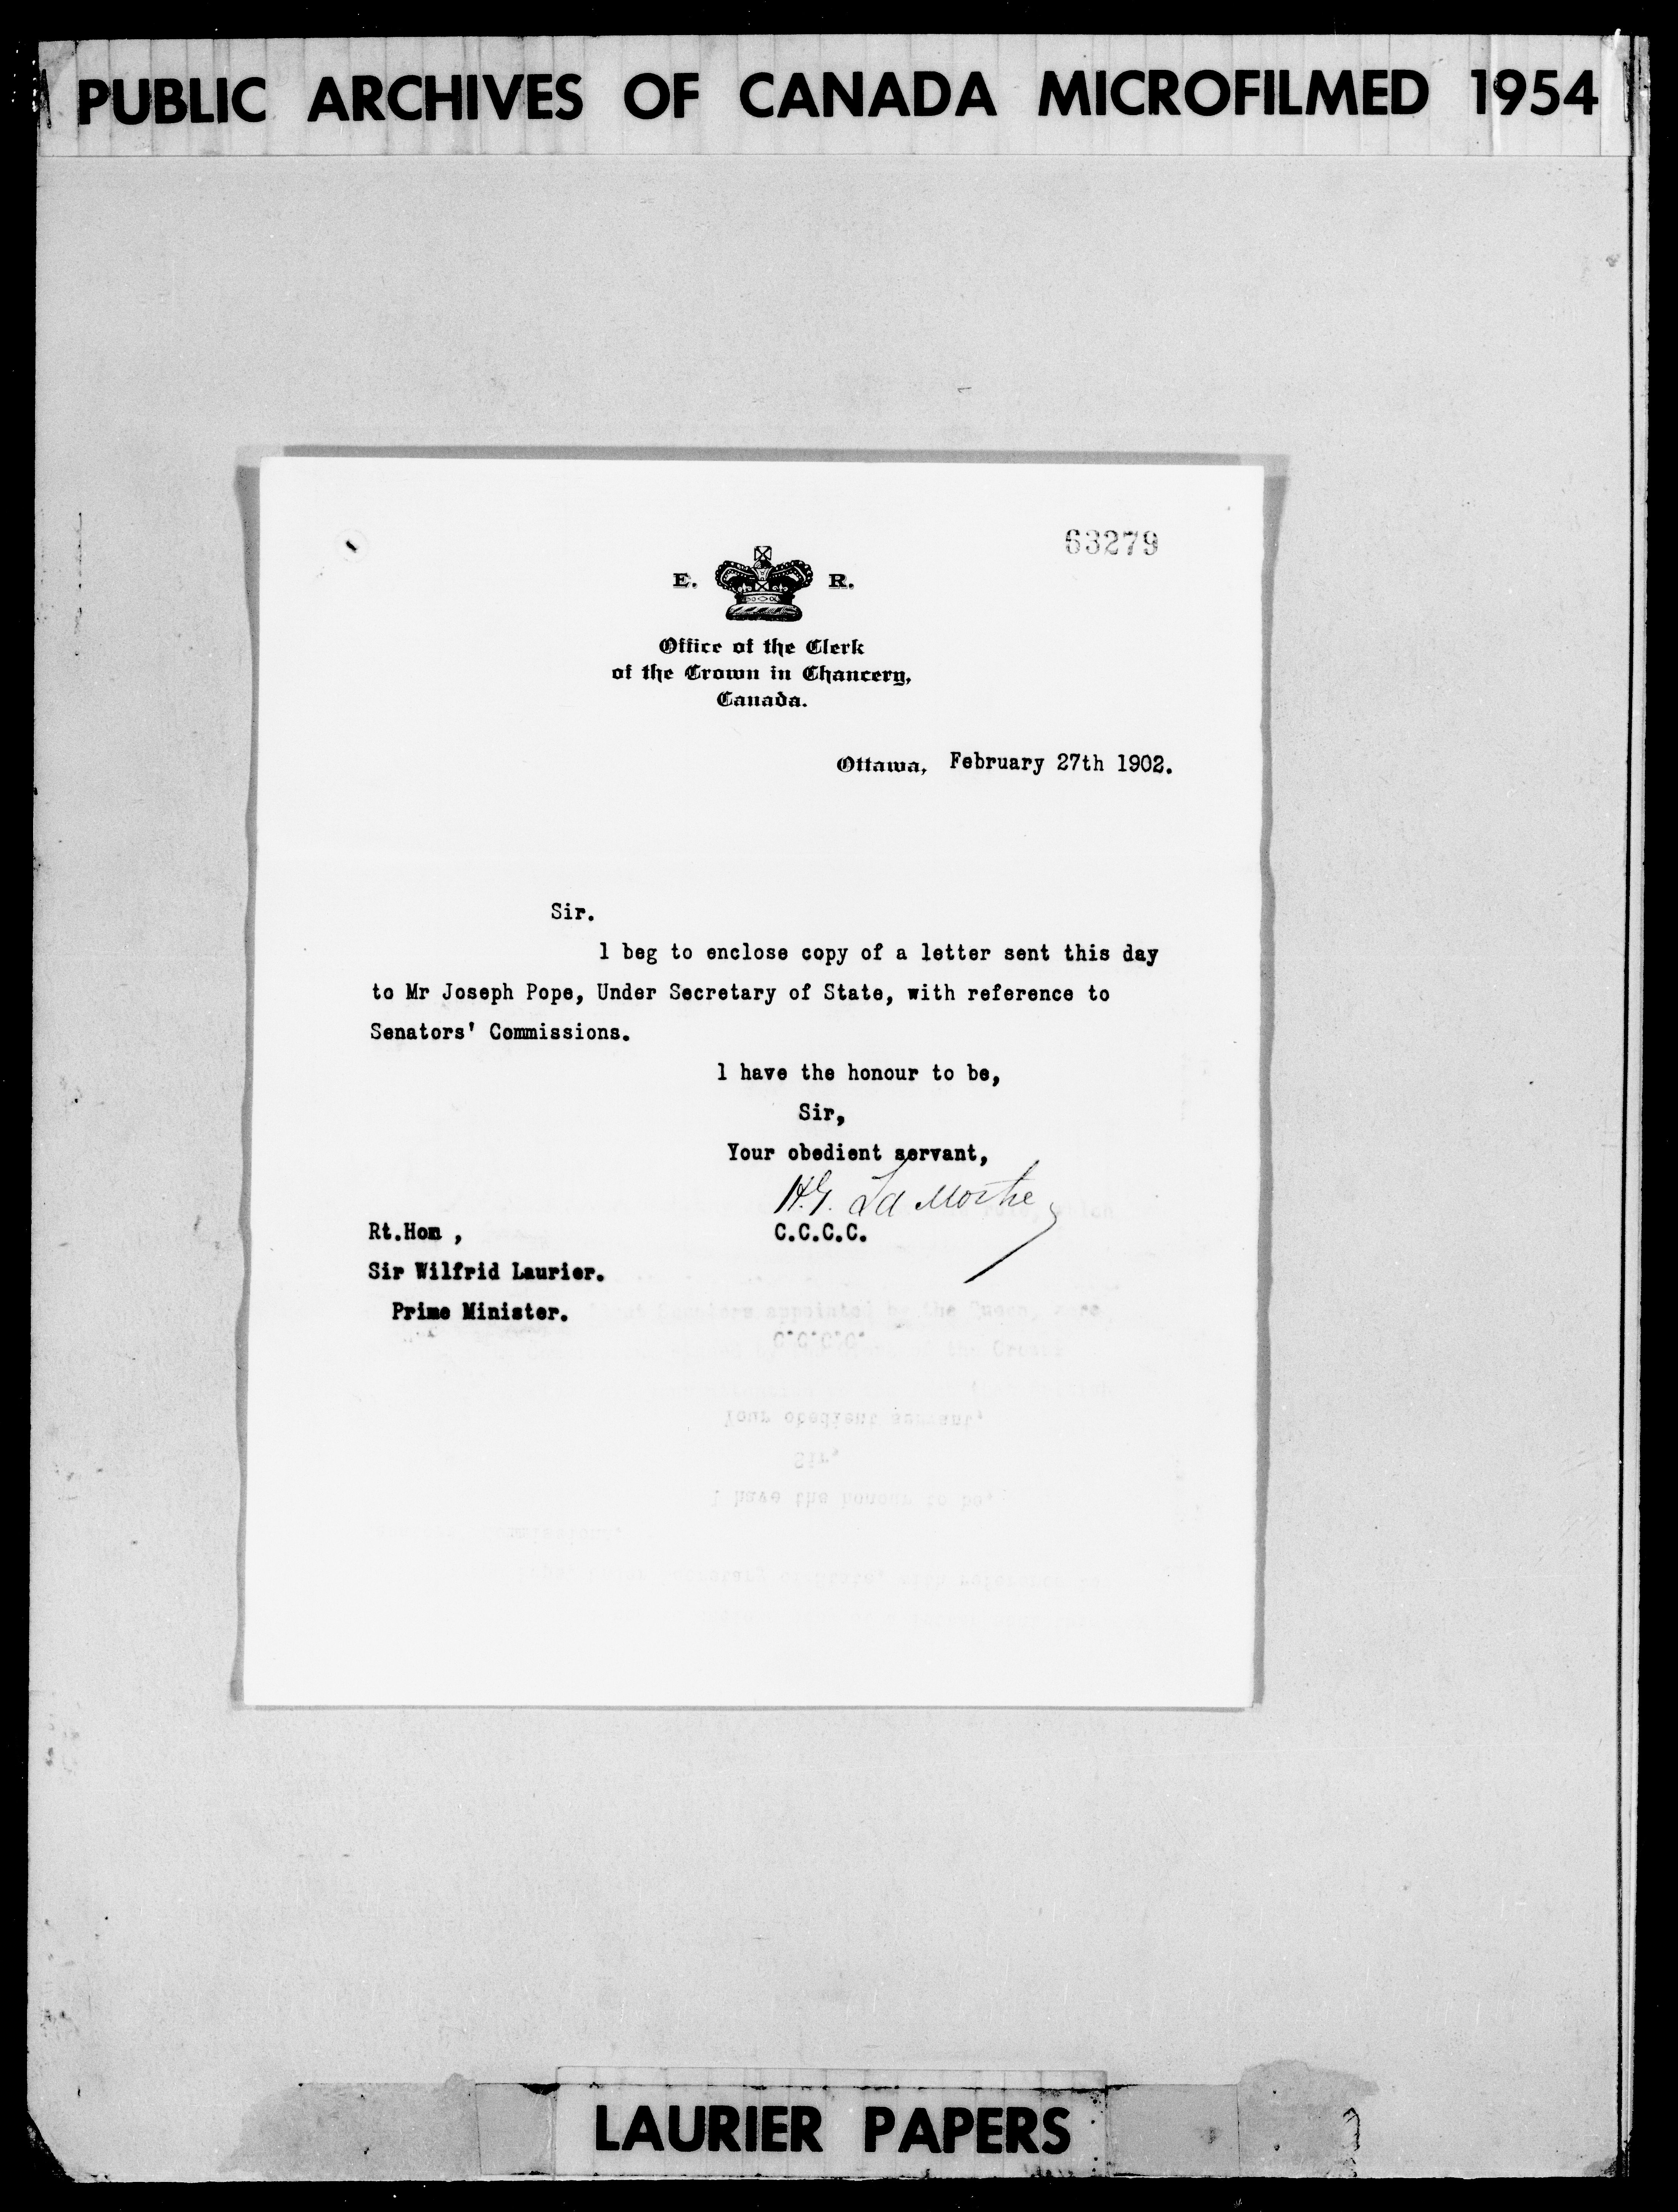 PUBLIC ARCHIVES OF CANADA MICROFILMED 1954
63279
E. R.
Office of the Clerk
of the Crown in Chancery,
Canada.
Ottawa, February 27th 1902.
Sir.
I beg to enclose copy of a letter sent this day
to Mr Joseph Pope, Under Secretary of State, with reference to
Senators' Commissions.
I have the honour to be,
Sir,
Your obedient servant,
H.G. La Mothe
C.C.C.C.
Rt.Hon ,
Sir Wilfrid Laurier.
Prime Minister.
LAURIER PAPERS